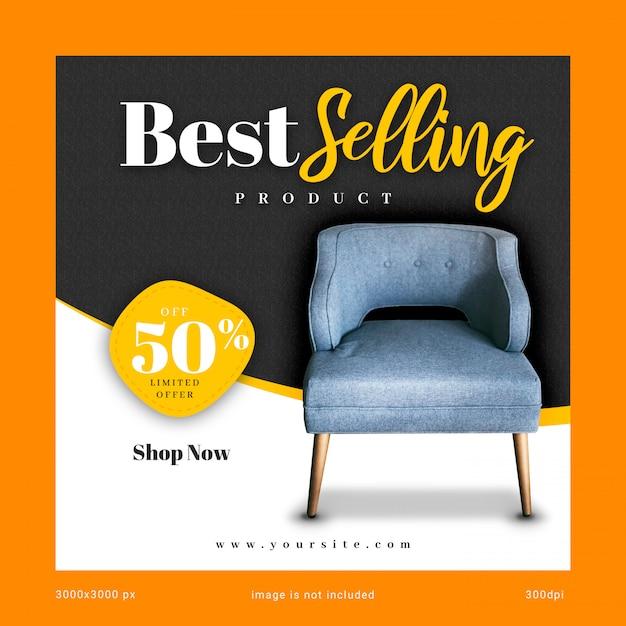 Best Selling
PRODUCT
OFF
50%
LIMITED
OFFER
Shop Now
www.yoursite.com
3000x3000 px image is not included 300dpi